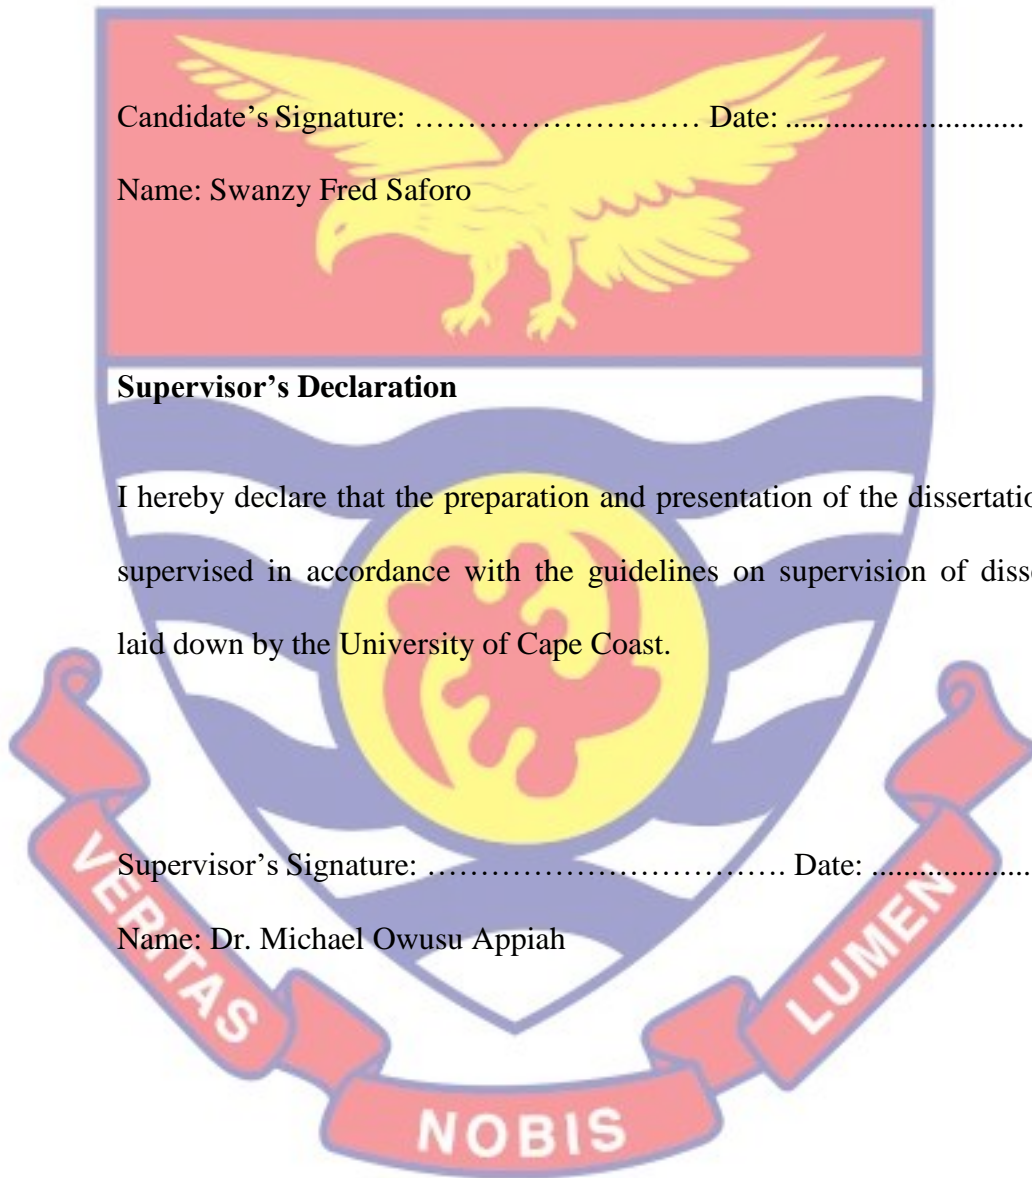 Candidate's Signature: ……………………… Date: ..............................
Name: Swanzy Fred Saforo
Supervisor's Declaration
I hereby declare that the preparation and presentation of the
supervised in accordance with the guidelines on supervision of
laid down by the University of Cape Coast.
Supervisor's Signature: ……………………………. Date: ....................
Name: Dr. Michael Owusu Appiah
VERITAS
NOBIS
LUMEN